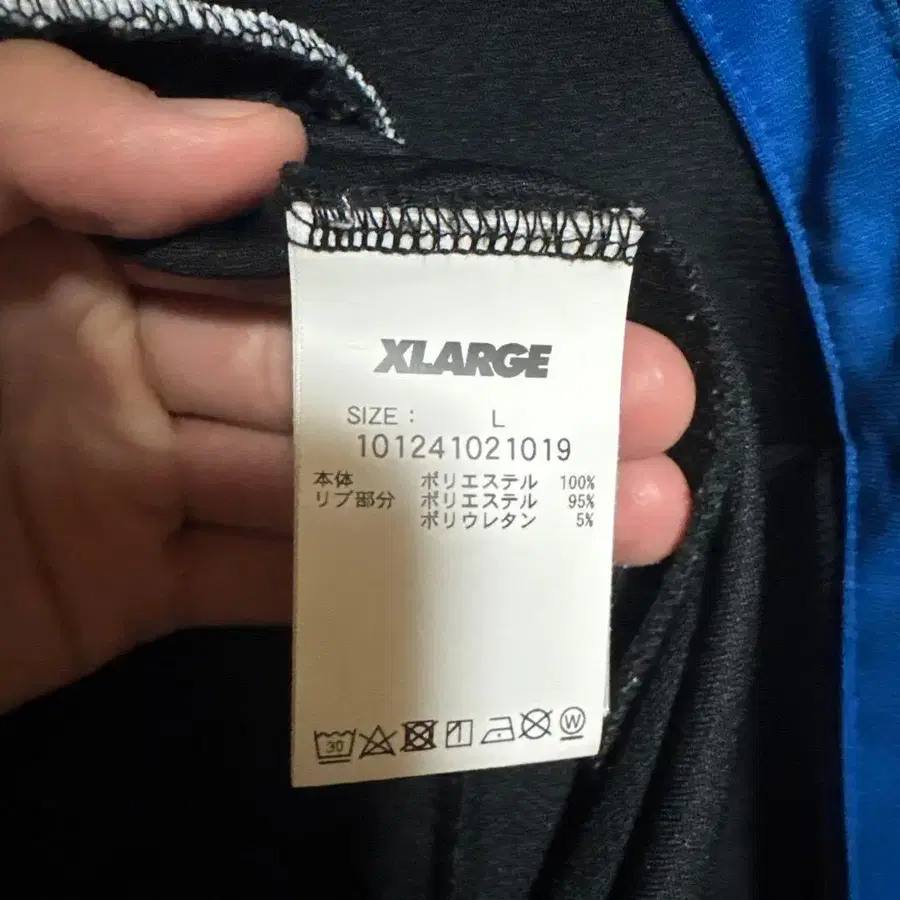 XLARGE
SIZE : L
101241021019
本体 ポリエステル 100%
リブ部分 ポリエステル 95%
ポリウレタン 5%
30 W